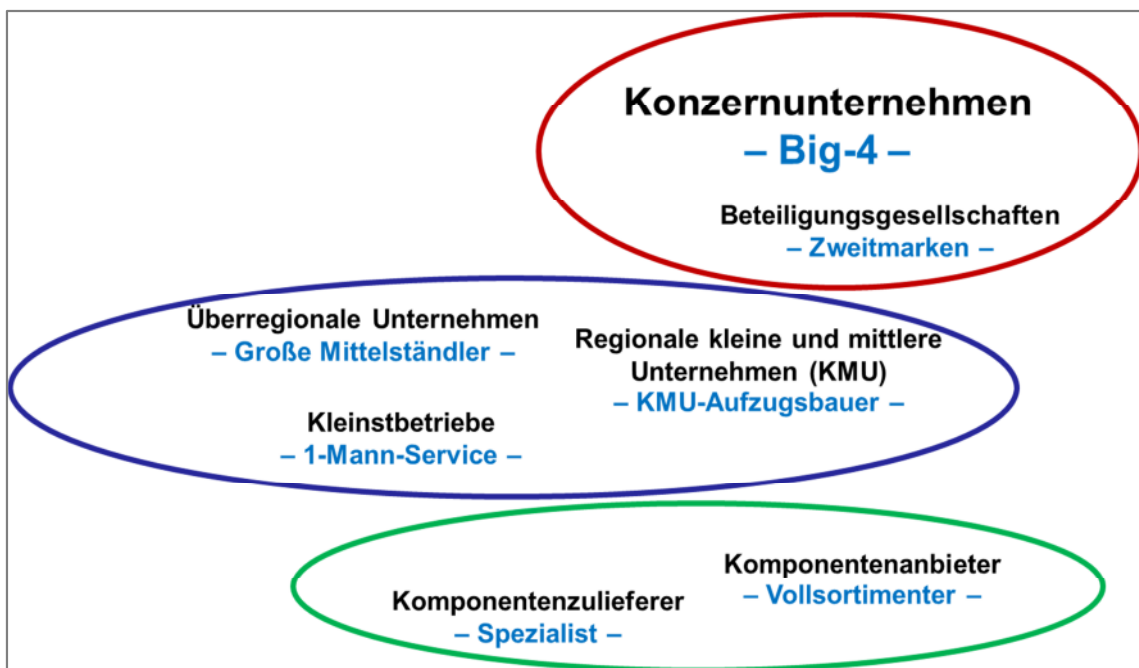 Konzernunternehmen
– Big-4 –
Beteiligungsgesellschaften
– Zweitmarken –
Überregionale Unternehmen
– Große Mittelständler –
Regionale kleine und mittlere
Unternehmen (KMU)
– KMU-Aufzugsbauer –
Kleinstbetriebe
– 1-Mann-Service –
Komponentenanbieter
– Vollsortimenter –
Komponentenzulieferer
– Spezialist –